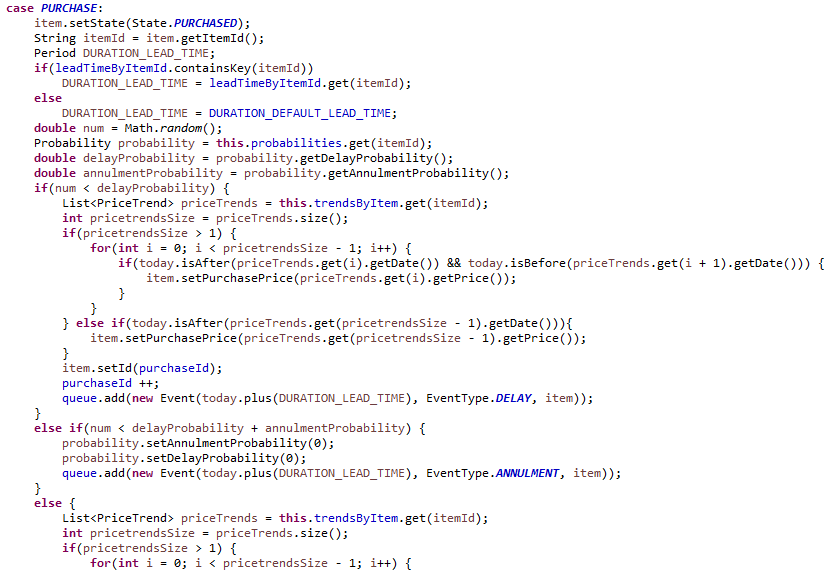 case PURCHASE:
    item.setState(State.PURCHASED);
    String itemId = item.getItemId();
    Period DURATION_LEAD_TIME;
    if(leadTimeByItemId.containsKey(itemId))
        DURATION_LEAD_TIME = leadTimeByItemId.get(itemId);
    else
        DURATION_LEAD_TIME = DURATION_DEFAULT_LEAD_TIME;
    double num = Math.random();
    Probability probability = this.probabilities.get(itemId);
    double delayProbability = probability.getDelayProbability();
    double annulmentProbability = probability.getAnnulmentProbability();
    if(num < delayProbability) {
        List<PriceTrend> priceTrends = this.trendsByItem.get(itemId);
        int pricetrendsSize = priceTrends.size();
        if(pricetrendsSize > 1) {
            for(int i = 0; i < pricetrendsSize - 1; i++) {
                if(today.isAfter(priceTrends.get(i).getDate()) && today.isBefore(priceTrends.get(i + 1).getDate())) {
                    item.setPurchasePrice(priceTrends.get(i).getPrice());
                }
            }
        } else if(today.isAfter(priceTrends.get(pricetrendsSize - 1).getDate())){
            item.setPurchasePrice(priceTrends.get(pricetrendsSize - 1).getPrice());
        }
        item.setId(purchaseId);
        purchaseId ++;
        queue.add(new Event(today.plus(DURATION_LEAD_TIME), EventType.DELAY, item));
    }
    else if(num < delayProbability + annulmentProbability) {
        probability.setAnnulmentProbability(0);
        probability.setDelayProbability(0);
        queue.add(new Event(today.plus(DURATION_LEAD_TIME), EventType.ANNULMENT, item));
    }
    else {
        List<PriceTrend> priceTrends = this.trendsByItem.get(itemId);
        int pricetrendsSize = priceTrends.size();
        if(pricetrendsSize > 1) {
            for(int i = 0; i < pricetrendsSize - 1; i++) {